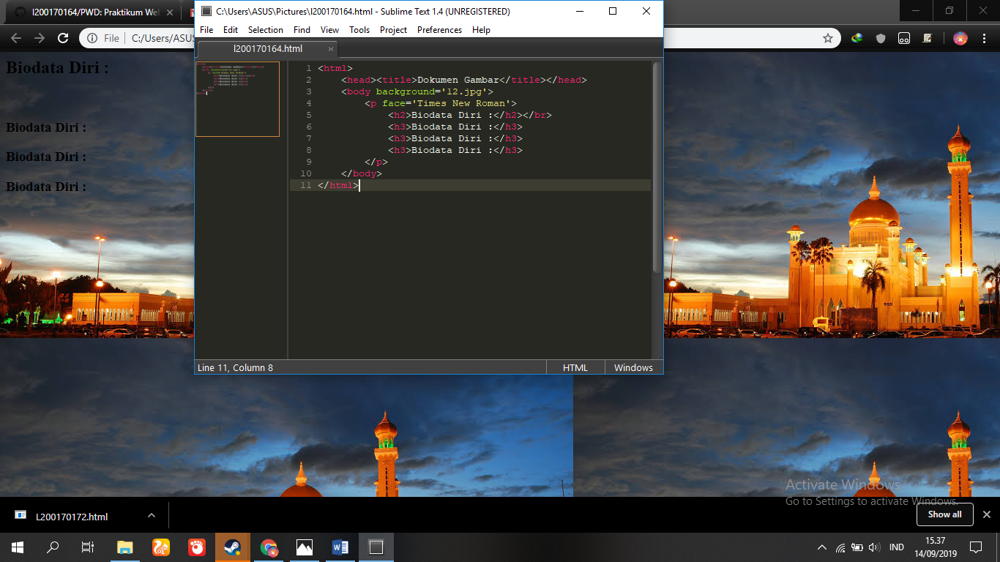 l200170164/PWD: Praktikum We
File
C:/Users/ASUS
Biodata Diri :
Biodata Diri :
Biodata Diri :
Biodata Diri :
C:\Users\ASUS\Pictures\l200170164.html - Sublime Text 1.4 (UNREGISTERED)
File Edit Selection Find View Tools Project Preferences Help
l200170164.html
1 <html>
2 <head><title>Dokumen Gambar</title></head>
3 <body background='12.jpg'>
4 <p face='Times New Roman'>
5 <h2>Biodata Diri :</h2></br>
6 <h3>Biodata Diri :</h3>
7 <h3>Biodata Diri :</h3>
8 <h3>Biodata Diri :</h3>
9 </p>
10 </body>
11 </html>
Line 11, Column 8
HTML
Windows
Activate Windows
Go to Settings to activate Windows.
L200170172.html
Show all
IND
15.37
14/09/2019